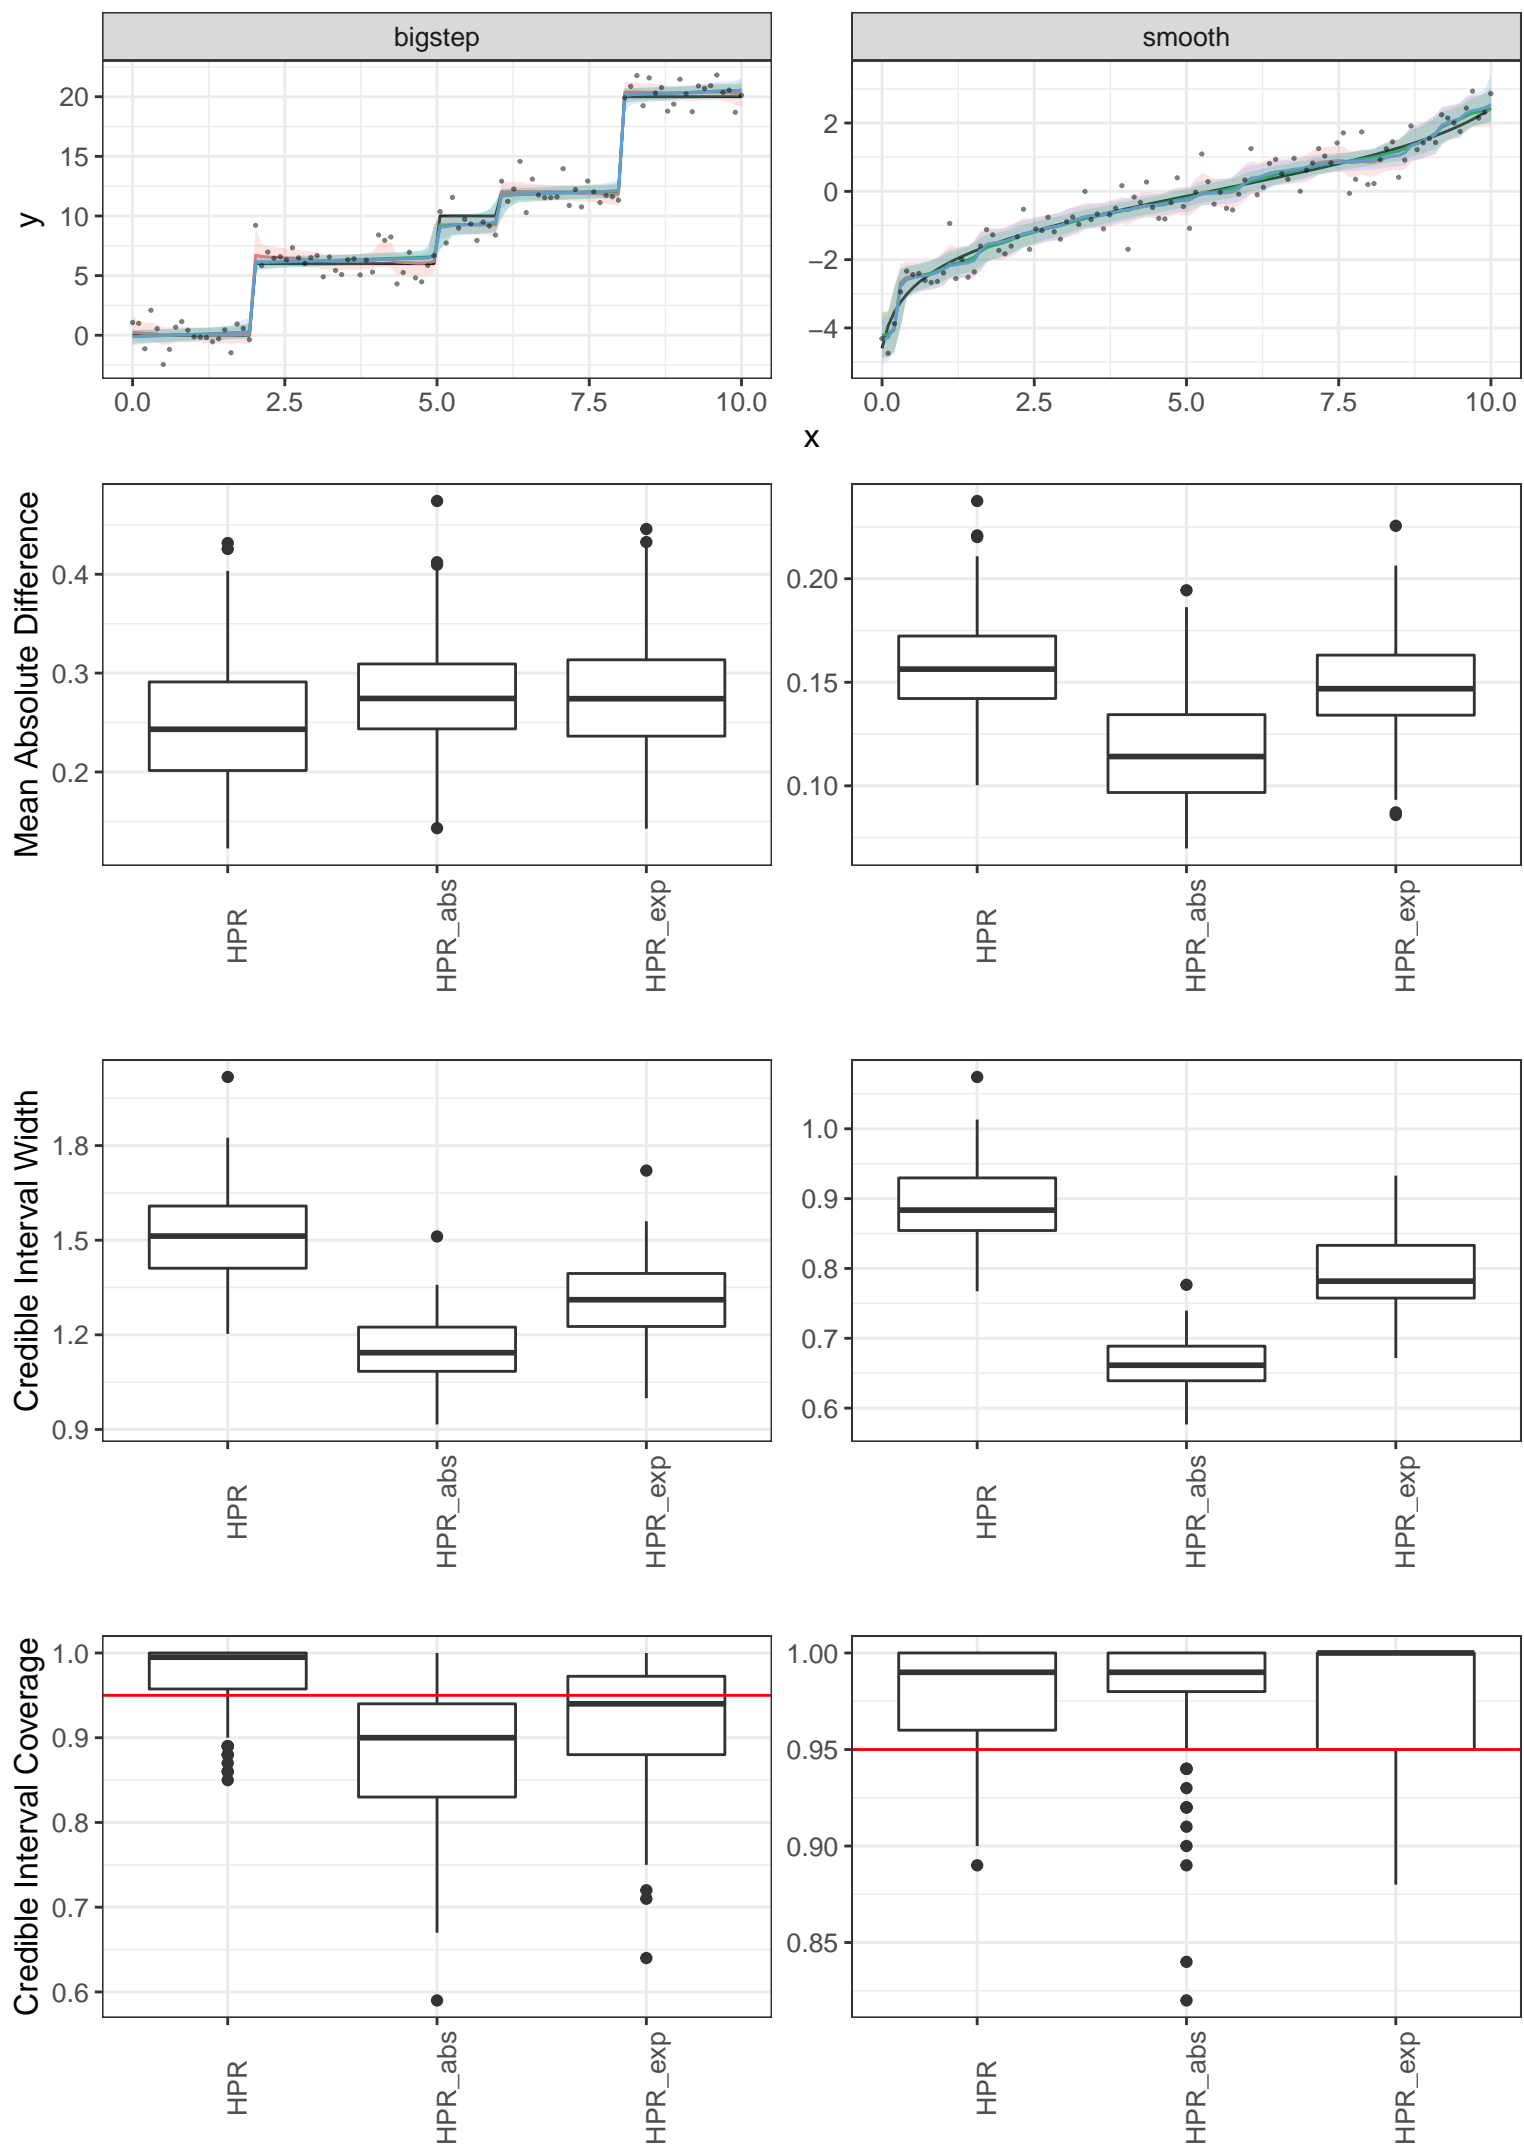 bigstep
smooth
y
20
15
10
5
0
2
0
−2
−4
0.0 2.5 5.0 7.5 10.0
0.0 2.5 5.0 7.5 10.0
x
Mean Absolute Difference
0.4
0.3
0.2
0.20
0.15
0.10
HPR HPR_abs HPR_exp
HPR HPR_abs HPR_exp
Credible Interval Width
1.8
1.5
1.2
0.9
1.0
0.9
0.8
0.7
0.6
HPR HPR_abs HPR_exp
HPR HPR_abs HPR_exp
Credible Interval Coverage
1.0
0.9
0.8
0.7
0.6
1.00
0.95
0.90
0.85
HPR HPR_abs HPR_exp
HPR HPR_abs HPR_exp